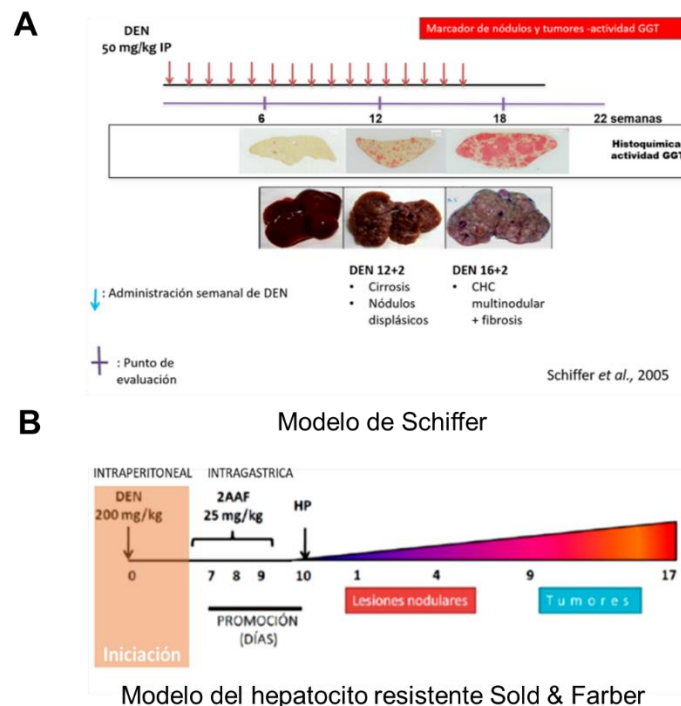 A
Marcador de nódulos y tumores -actividad GGT
DEN
50 mg/kg IP
6 12 18 22 semanas
Histoquímica
actividad GGT
DEN 12+2
• Cirrosis
• Nódulos
displásicos
DEN 16+2
• CHC
multinodular
+ fibrosis
: Administración semanal de DEN
: Punto de
evaluación
Schiffer et al., 2005
Modelo de Schiffer
B
INTRAPERITONEAL INTRAGASTRICA
DEN
200 mg/kg
2AAF
25 mg/kg
HP
0 7 8 9 10 1 4 9 17
Lesiones nodulares
Tumores
PROMOCIÓN
(DÍAS)
Iniciación
Modelo del hepatocito resistente Sold & Farber